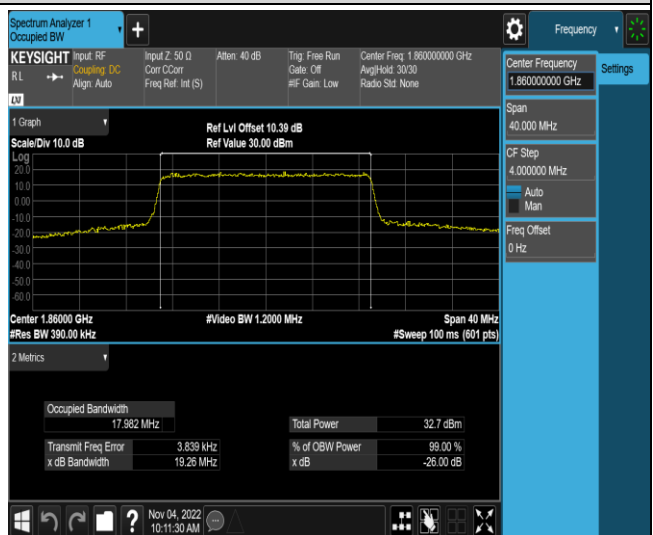 Spectrum Analyzer 1
Occupied BW
+
Frequency
KEYSIGHT
RL
LXI
Input: RF
Coupling: DC
Align: Auto
Input Z: 50 Ω
Corr CCorr
Freq Ref: Int (S)
Atten: 40 dB
Trig: Free Run
Gate: Off
#IF Gain: Low
Center Freq: 1.860000000 GHz
Avg|Hold: 30/30
Radio Std: None
Center Frequency
1.860000000 GHz
Settings
Span
40.000 MHz
CF Step
4.000000 MHz
Auto
Man
Freq Offset
0 Hz
1 Graph
Scale/Div 10.0 dB
Ref Lvl Offset 10.39 dB
Ref Value 30.00 dBm
Log
20.0
10.0
0.00
-10.0
-20.0
-30.0
-40.0
-50.0
-60.0
Center 1.86000 GHz
#Video BW 1.2000 MHz
Span 40 MHz
#Res BW 390.00 kHz
#Sweep 100 ms (601 pts)
2 Metrics
Occupied Bandwidth
17.982 MHz
Total Power 32.7 dBm
Transmit Freq Error 3.839 kHz
% of OBW Power 99.00 %
x dB Bandwidth 19.26 MHz
x dB -26.00 dB
?
Nov 04, 2022
10:11:30 AM